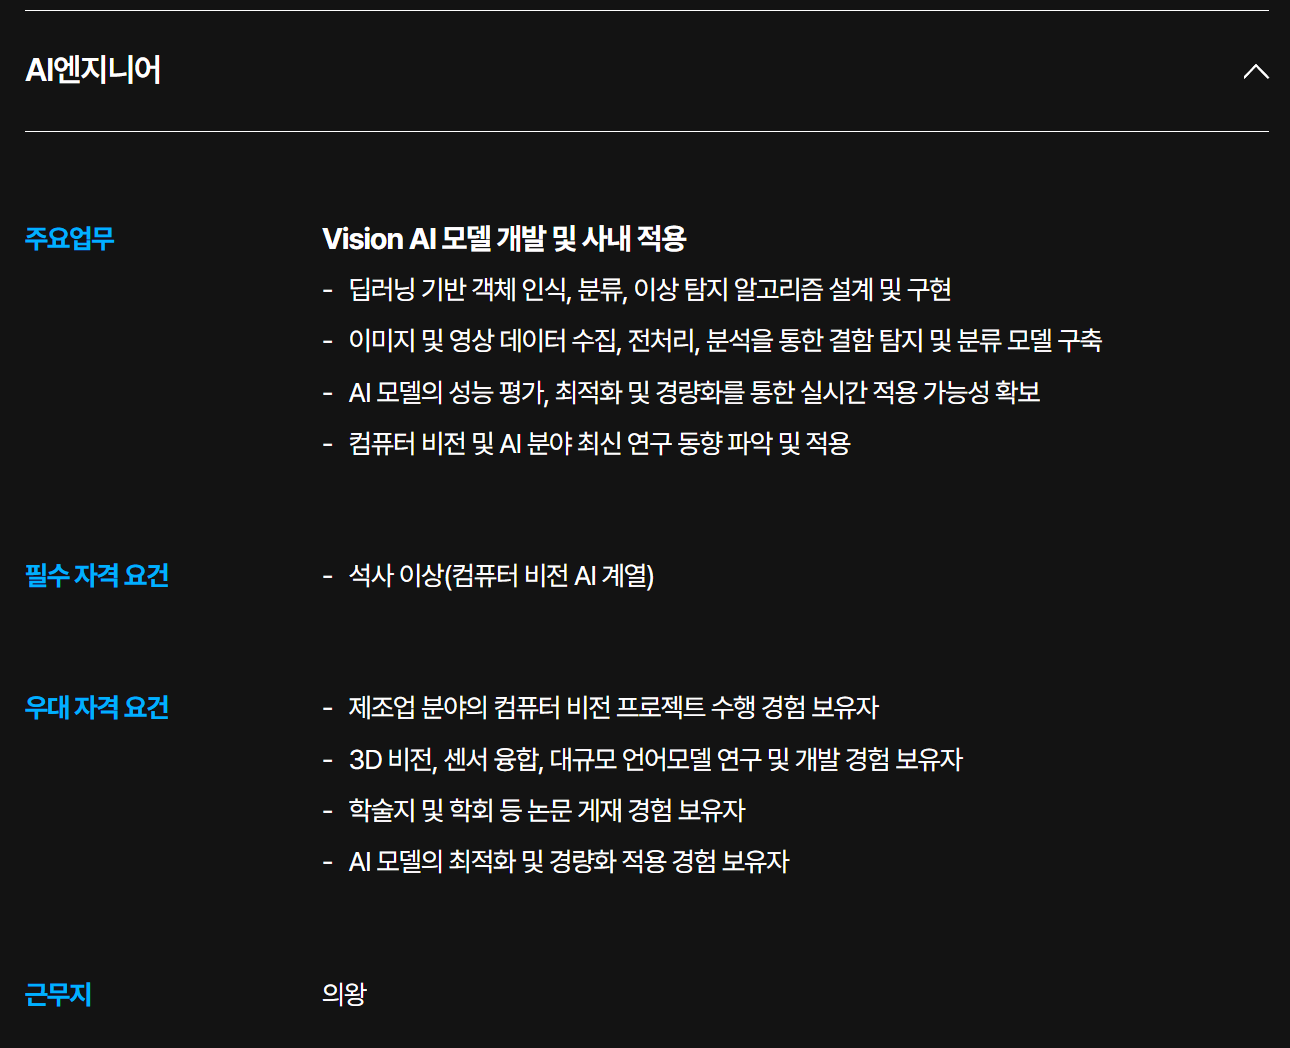 AI엔지니어
주요업무
Vision AI 모델 개발 및 사내 적용
- 딥러닝 기반 객체 인식, 분류, 이상 탐지 알고리즘 설계 및 구현
- 이미지 및 영상 데이터 수집, 전처리, 분석을 통한 결함 탐지 및 분류 모델 구축
- AI 모델의 성능 평가, 최적화 및 경량화를 통한 실시간 적용 가능성 확보
- 컴퓨터 비전 및 AI 분야 최신 연구 동향 파악 및 적용
필수 자격 요건
- 석사 이상(컴퓨터 비전 AI 계열)
우대 자격 요건
- 제조업 분야의 컴퓨터 비전 프로젝트 수행 경험 보유자
- 3D 비전, 센서 융합, 대규모 언어모델 연구 및 개발 경험 보유자
- 학술지 및 학회 등 논문 게재 경험 보유자
- AI 모델의 최적화 및 경량화 적용 경험 보유자
근무지
의왕